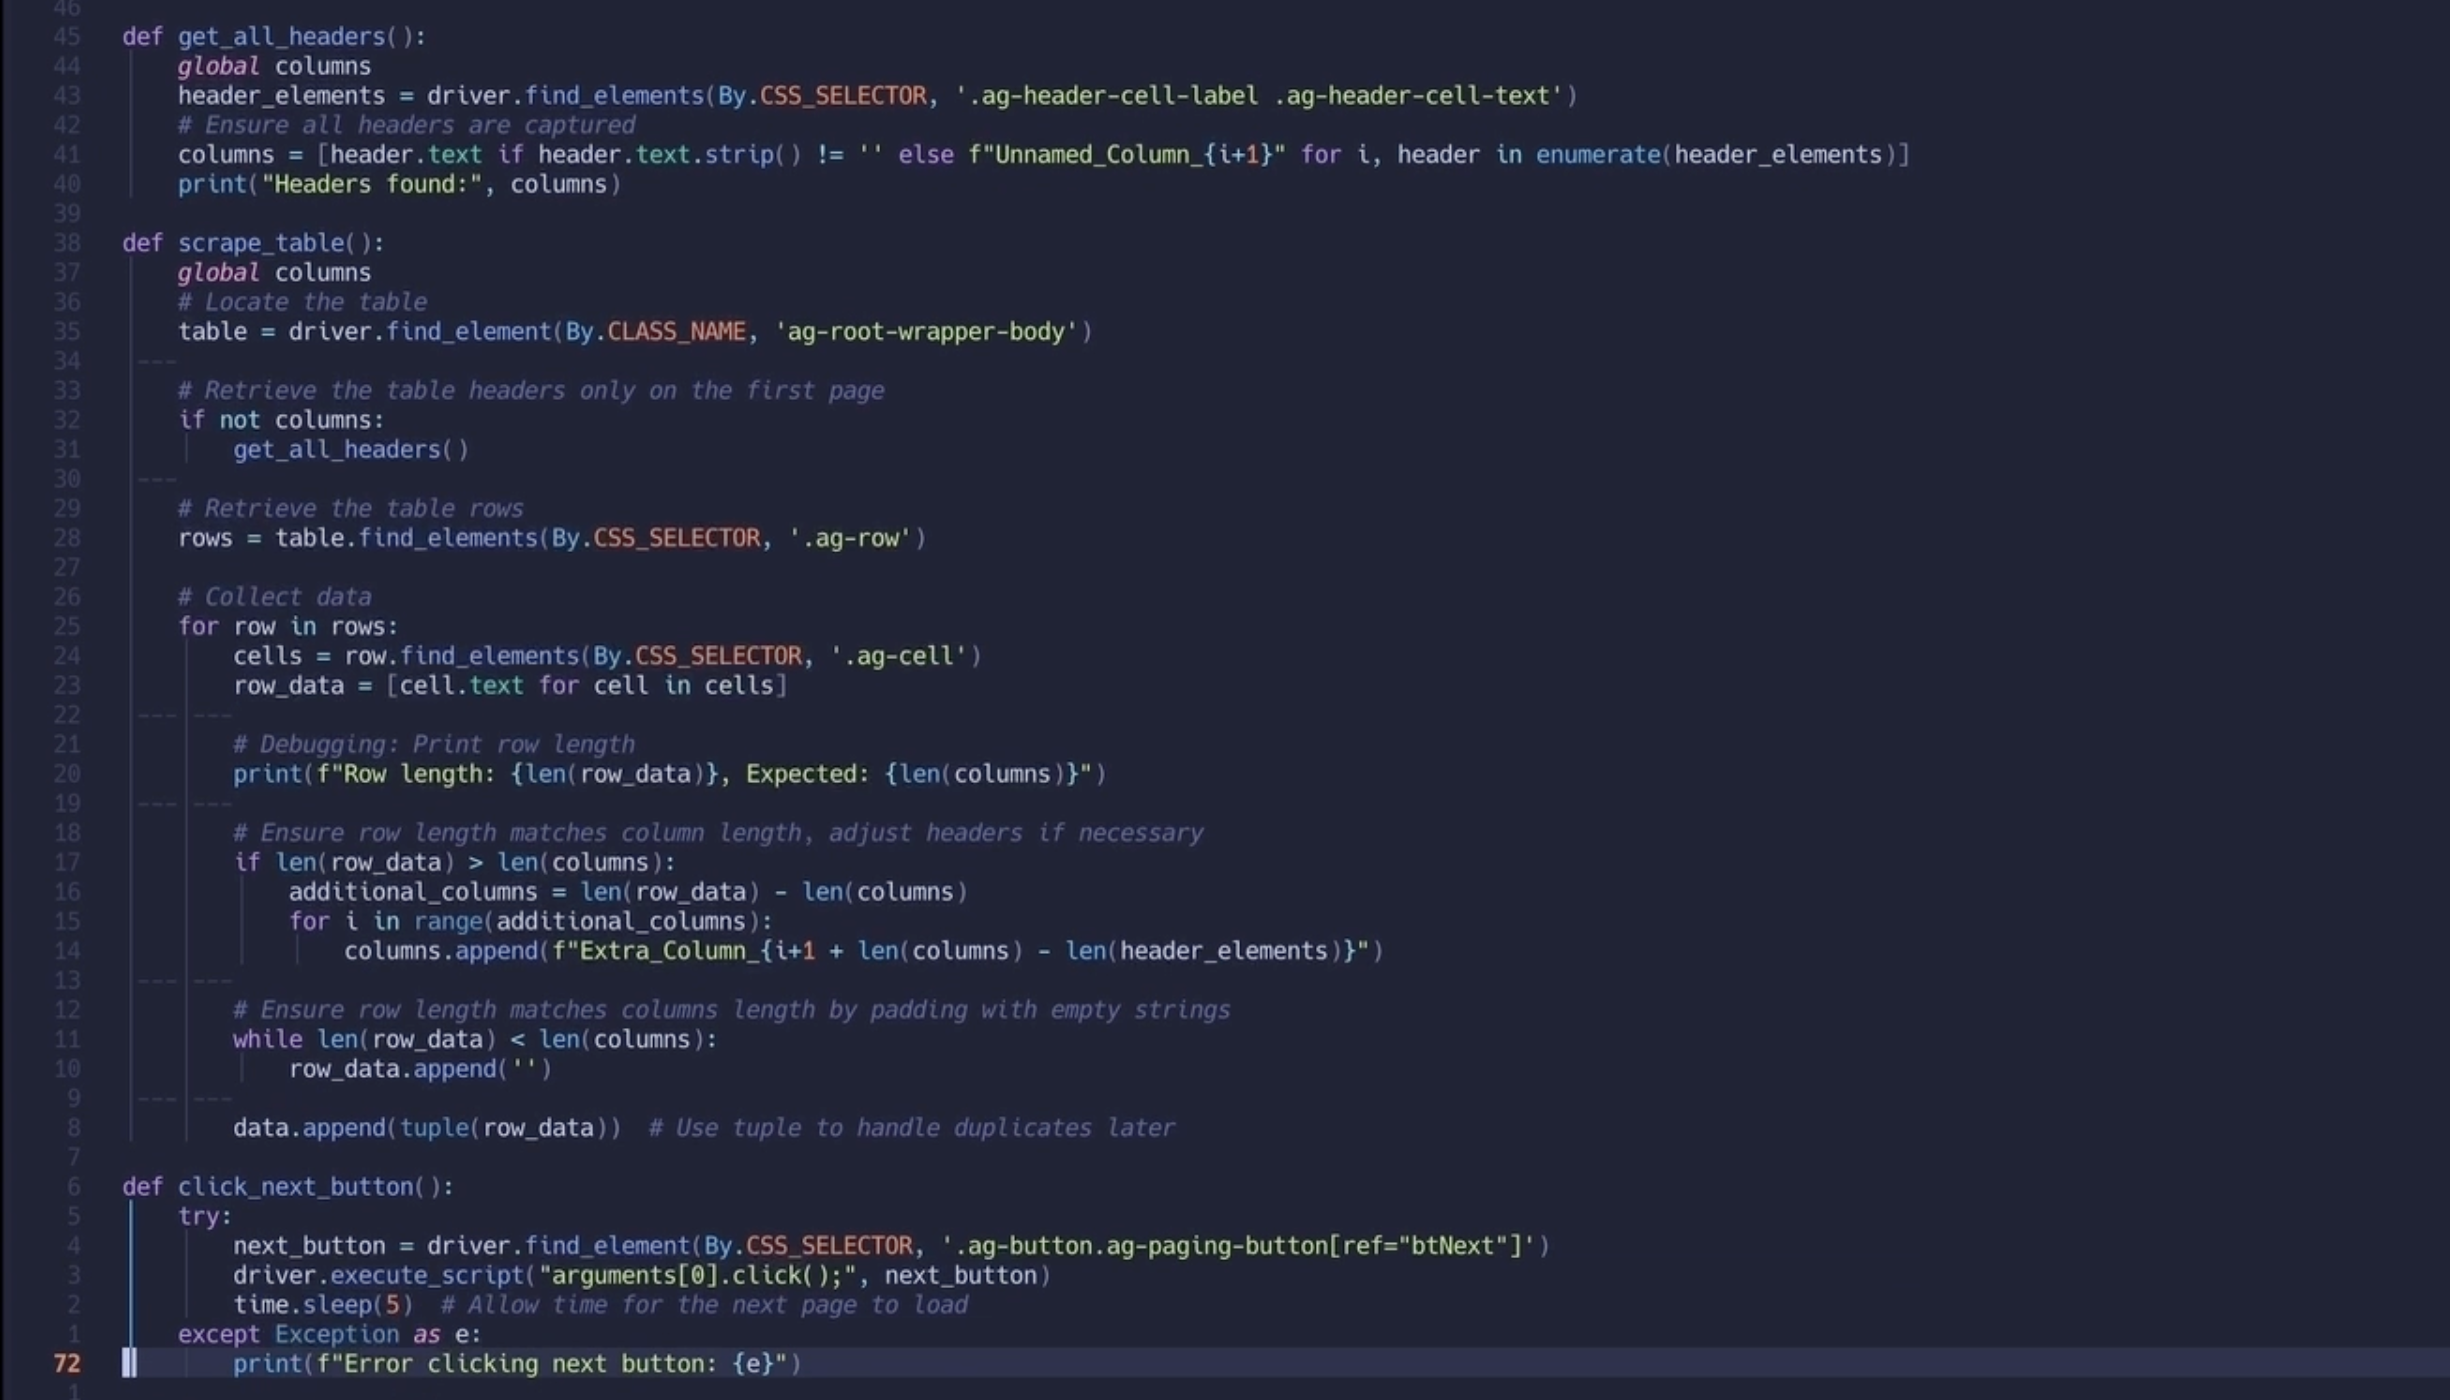 46
45 def get_all_headers():
44     global columns
43     header_elements = driver.find_elements(By.CSS_SELECTOR, '.ag-header-cell-label .ag-header-cell-text')
42     # Ensure all headers are captured
41     columns = [header.text if header.text.strip() != '' else f"Unnamed_Column_{i+1}" for i, header in enumerate(header_elements)]
40     print("Headers found:", columns)
39
38 def scrape_table():
37     global columns
36     # Locate the table
35     table = driver.find_element(By.CLASS_NAME, 'ag-root-wrapper-body')
34 ---
33     # Retrieve the table headers only on the first page
32     if not columns:
31         get_all_headers()
30 ---
29     # Retrieve the table rows
28     rows = table.find_elements(By.CSS_SELECTOR, '.ag-row')
27
26     # Collect data
25     for row in rows:
24         cells = row.find_elements(By.CSS_SELECTOR, '.ag-cell')
23         row_data = [cell.text for cell in cells]
22 --- ---
21         # Debugging: Print row length
20         print(f"Row length: {len(row_data)}, Expected: {len(columns)}")
19 --- ---
18         # Ensure row length matches column length, adjust headers if necessary
17         if len(row_data) > len(columns):
16             additional_columns = len(row_data) - len(columns)
15             for i in range(additional_columns):
14                 columns.append(f"Extra_Column_{i+1 + len(columns) - len(header_elements)}")
13 --- ---
12         # Ensure row length matches columns length by padding with empty strings
11         while len(row_data) < len(columns):
10             row_data.append('')
9 --- ---
8         data.append(tuple(row_data))  # Use tuple to handle duplicates later
7
6 def click_next_button():
5     try:
4         next_button = driver.find_element(By.CSS_SELECTOR, '.ag-button.ag-paging-button[ref="btNext"]')
3         driver.execute_script("arguments[0].click();", next_button)
2         time.sleep(5)  # Allow time for the next page to load
1     except Exception as e:
72         print(f"Error clicking next button: {e}")
1